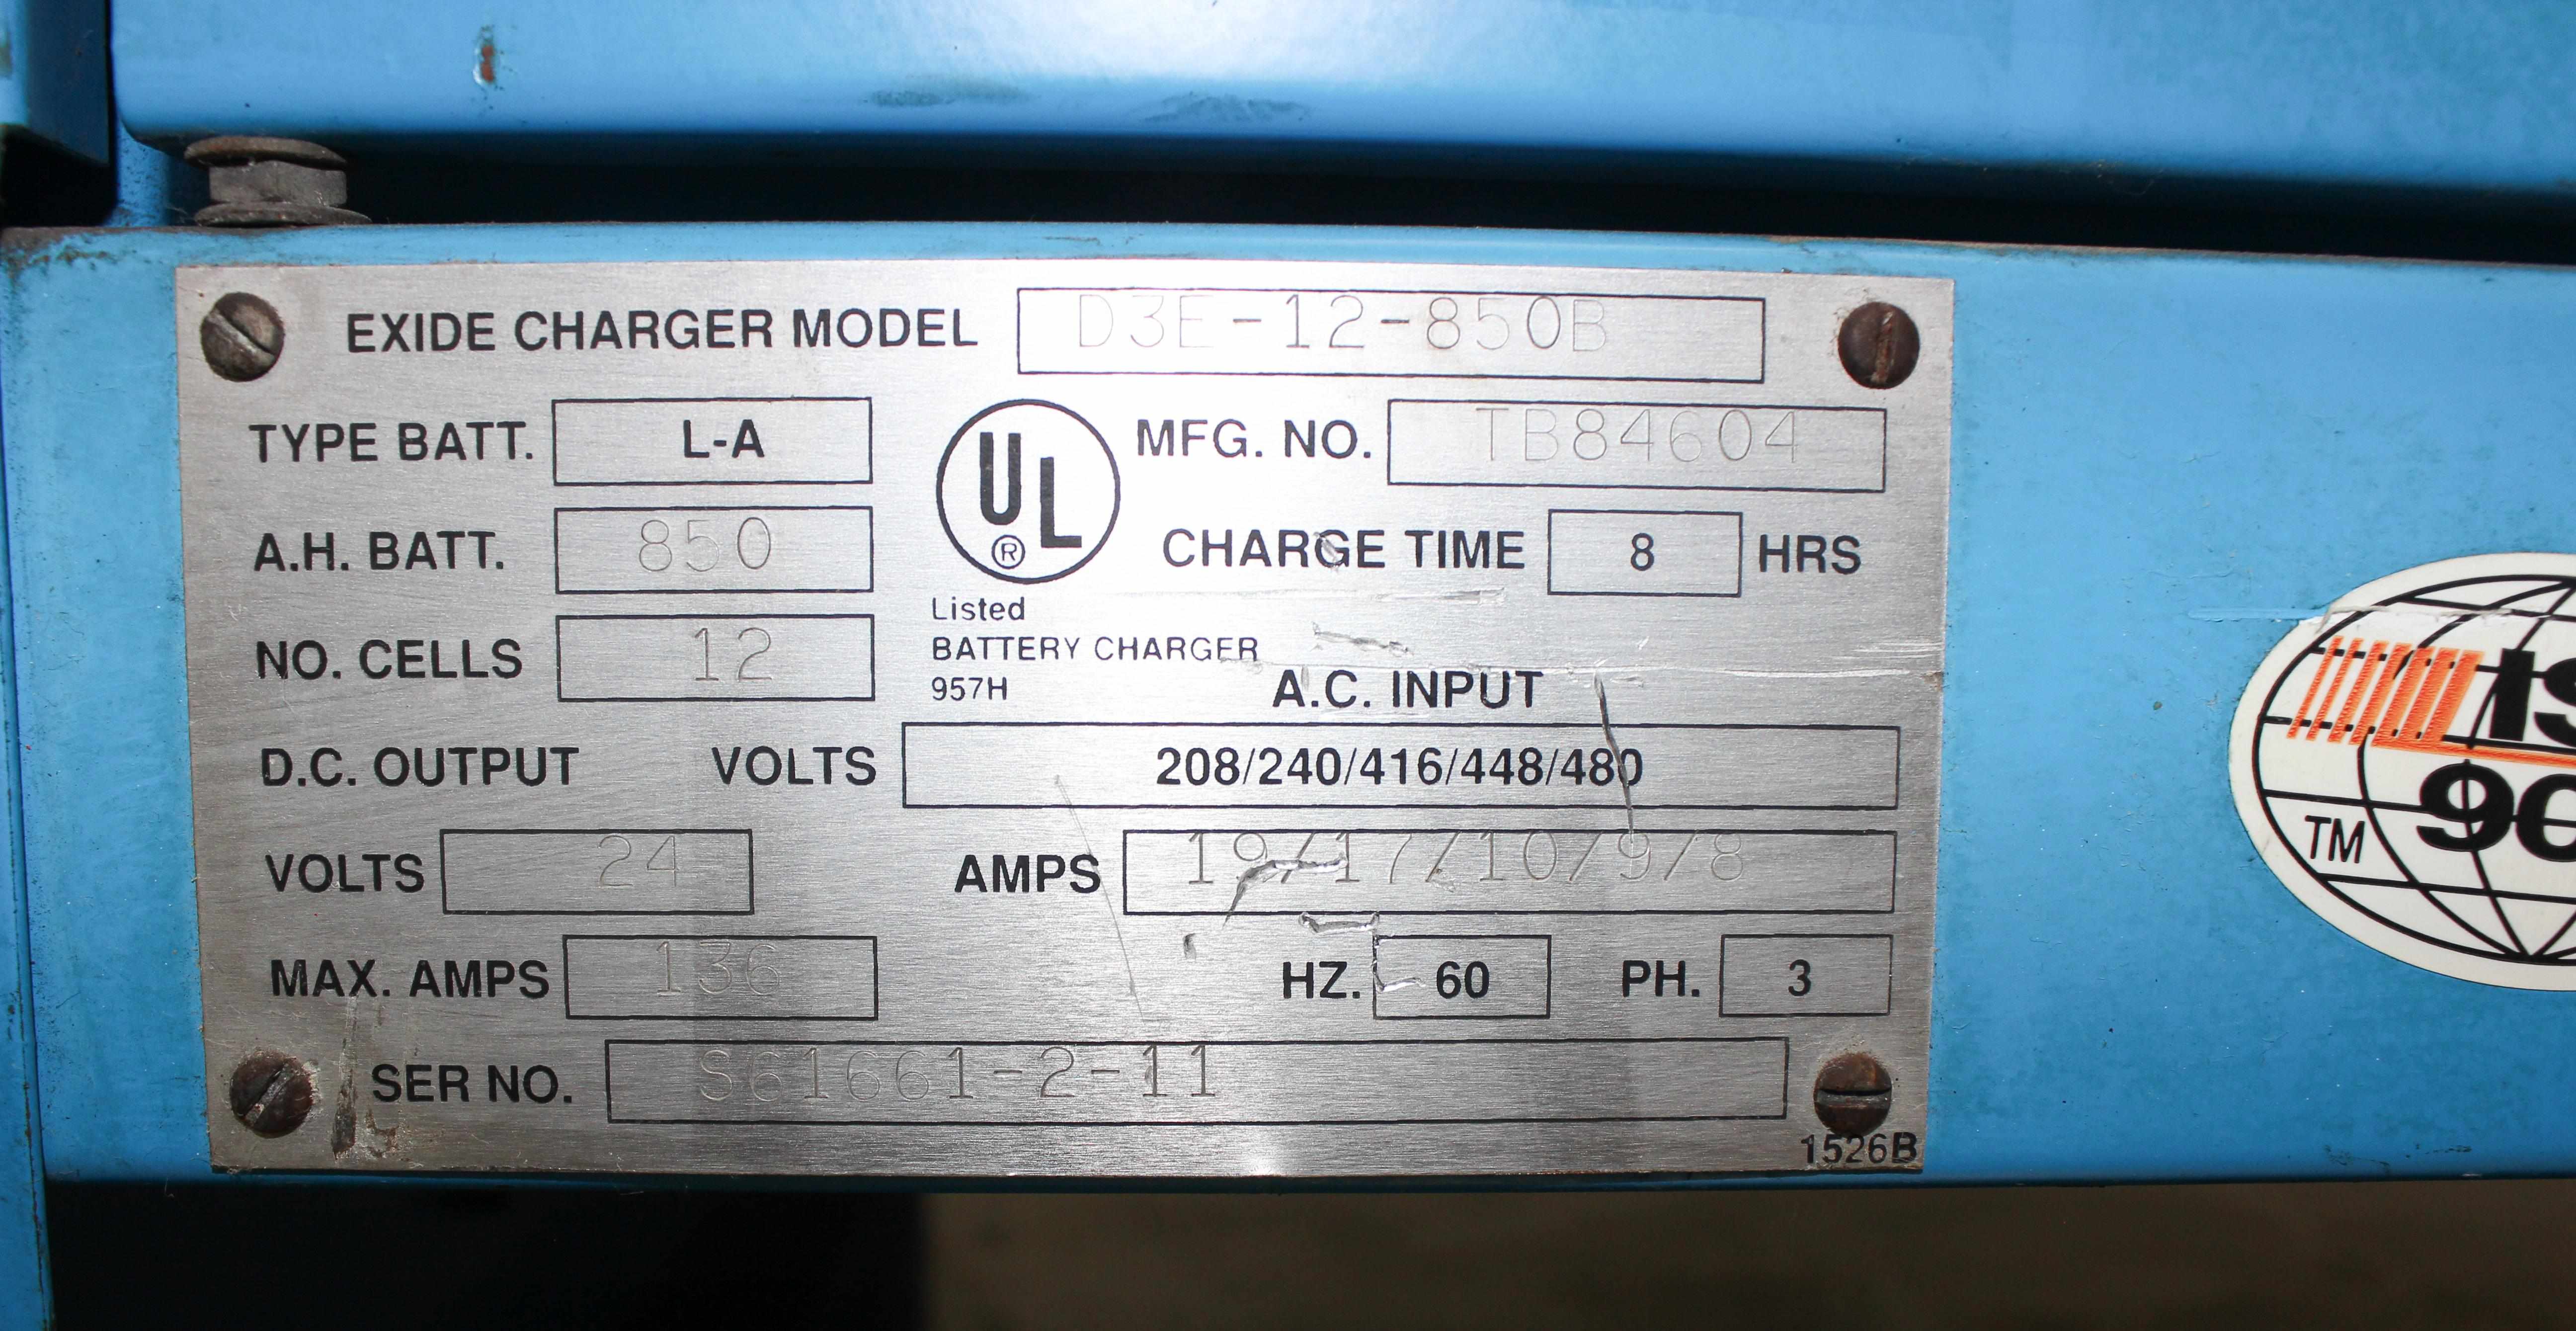 EXIDE CHARGER MODEL D3E-12-850B
TYPE BATT. L-A
MFG. NO. TB84604
A.H. BATT. 850
CHARGE TIME 8 HRS
UL ®
Listed
BATTERY CHARGER
957H
NO. CELLS 12
A.C. INPUT
D.C. OUTPUT VOLTS 208/240/416/448/480
VOLTS 24 AMPS 19/17/10/9/8
MAX. AMPS 136 HZ. 60 PH. 3
SER NO. S61661-2-11
1526B
IS
90
TM